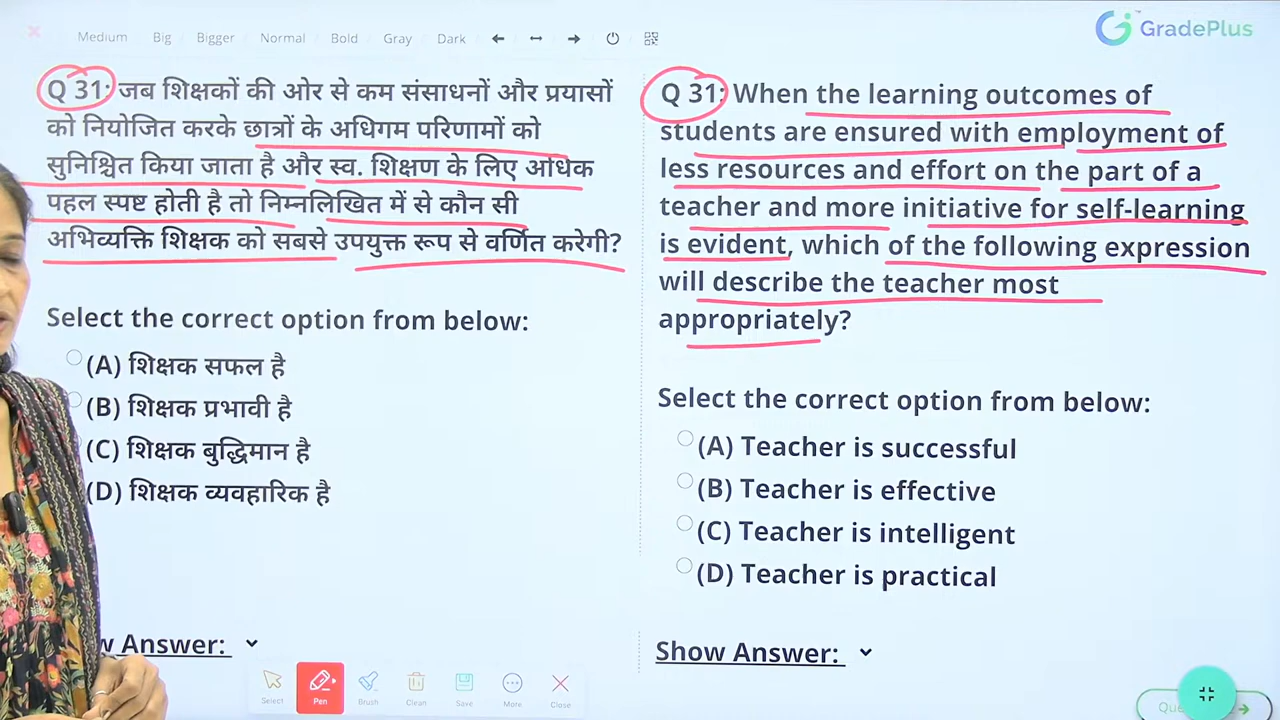 Medium Big Bigger Normal Bold Gray Dark
GradePlus
Q 31: जब शिक्षकों की ओर से कम संसाधनों और प्रयासों
को नियोजित करके छात्रों के अधिगम परिणामों को
सुनिश्चित किया जाता है और स्व. शिक्षण के लिए अधिक
पहल स्पष्ट होती है तो निम्नलिखित में से कौन सी
अभिव्यक्ति शिक्षक को सबसे उपयुक्त रूप से वर्णित करेगी?
Select the correct option from below:
(A) शिक्षक सफल है
(B) शिक्षक प्रभावी है
(C) शिक्षक बुद्धिमान है
(D) शिक्षक व्यवहारिक है
Answer:
Q 31: When the learning outcomes of
students are ensured with employment of
less resources and effort on the part of a
teacher and more initiative for self-learning
is evident, which of the following expression
will describe the teacher most
appropriately?
Select the correct option from below:
(A) Teacher is successful
(B) Teacher is effective
(C) Teacher is intelligent
(D) Teacher is practical
Show Answer:
Select Pen Brush Clean Save More Close